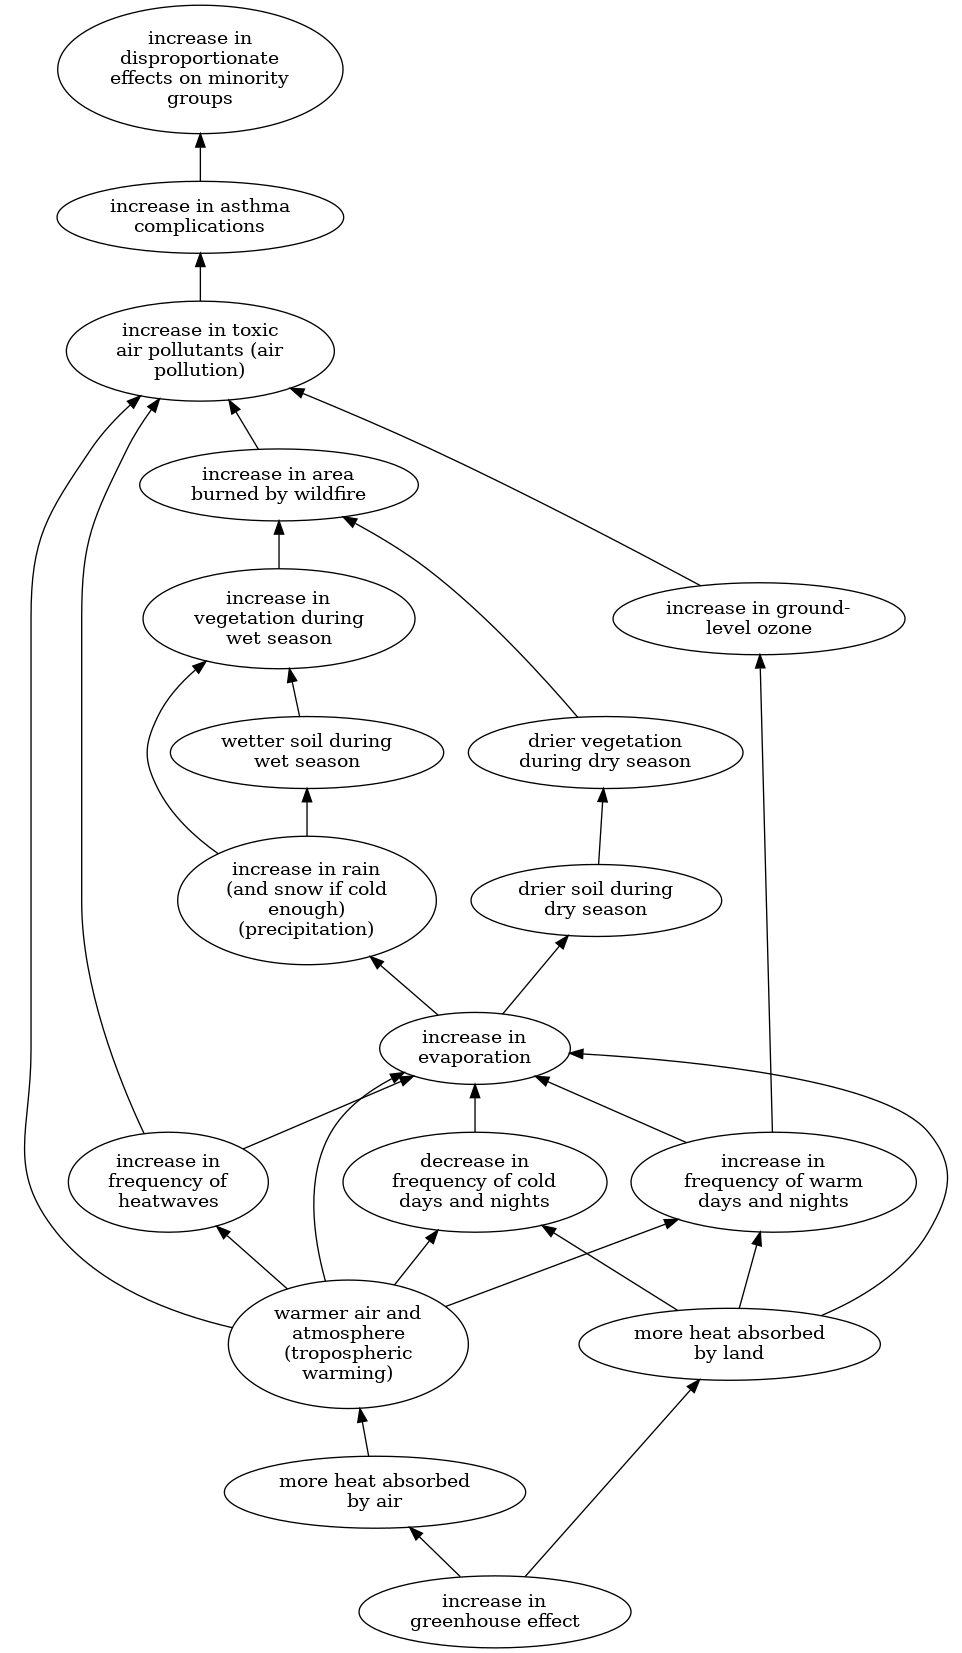 increase in
disproportionate
effects on minority
groups
increase in asthma
complications
increase in toxic
air pollutants (air
pollution)
increase in area
burned by wildfire
increase in
vegetation during
wet season
increase in ground-
level ozone
wetter soil during
wet season
drier vegetation
during dry season
increase in rain
(and snow if cold
enough)
(precipitation)
drier soil during
dry season
increase in
evaporation
increase in
frequency of
heatwaves
decrease in
frequency of cold
days and nights
increase in
frequency of warm
days and nights
warmer air and
atmosphere
(tropospheric
warming)
more heat absorbed
by land
more heat absorbed
by air
increase in
greenhouse effect